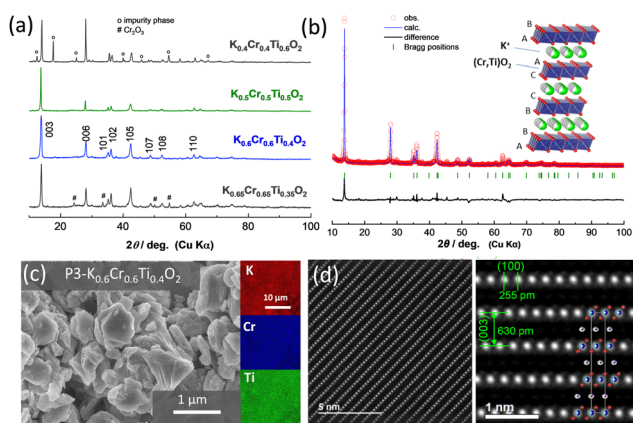 (a)
o impurity phase
# Cr₂O₃
K₀.₄Cr₀.₄Ti₀.₆O₂
K₀.₅Cr₀.₅Ti₀.₅O₂
K₀.₆Cr₀.₆Ti₀.₄O₂
003
006
101
102
105
107
108
110
K₀.₆₅Cr₀.₆₅Ti₀.₃₅O₂
# # # #
10 20 30 40 50 60 70 80 90 100
2θ / deg. (Cu Kα)
(b)
obs.
calc.
difference
Bragg positions
B
A
K⁺
(Cr,Ti)O₂
A
C
C
B
B
A
10 20 30 40 50 60 70 80 90 100
2θ / deg. (Cu Kα)
(c)
P3-K₀.₆Cr₀.₆Ti₀.₄O₂
1 μm
K
10 μm
Cr
Ti
(d)
5 nm
(100)
255 pm
(003)
630 pm
1 nm